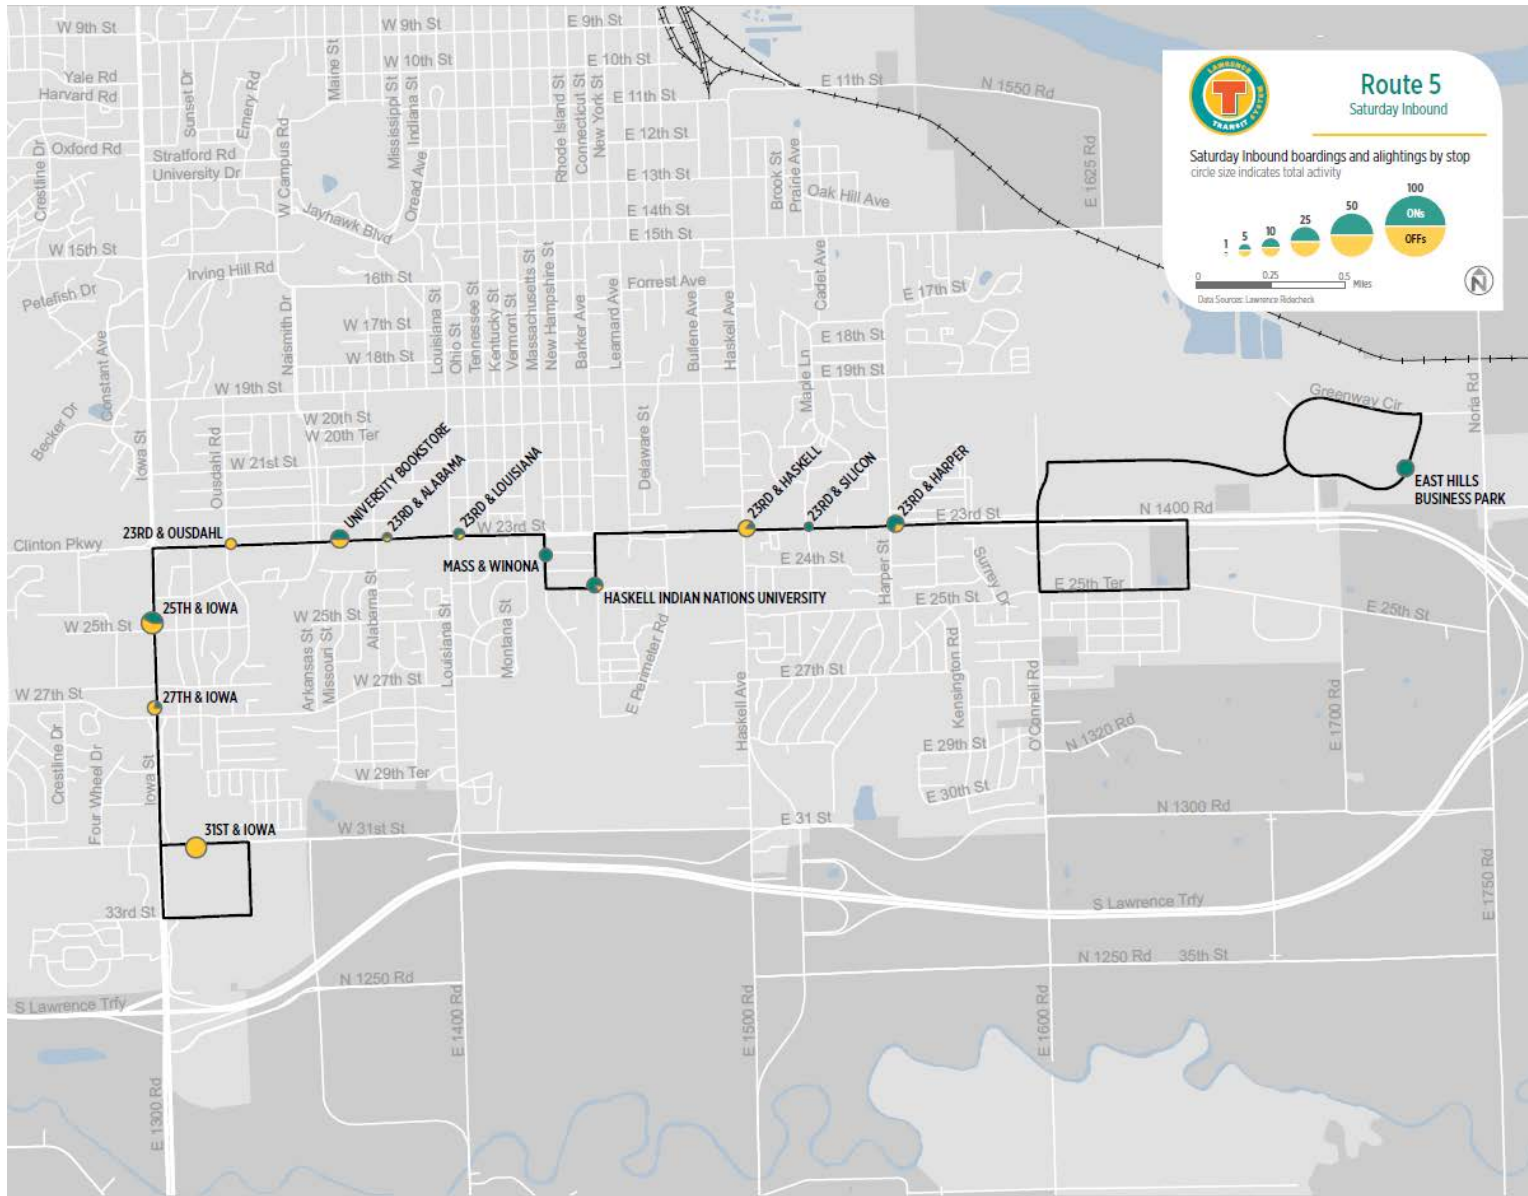 LAWRENCE
T
TRANSIT SYSTEM
Route 5
Saturday Inbound
Saturday Inbound boardings and alightings by stop
circle size indicates total activity
1
5
10
25
50
100
ONs
OFFs
0
0.25
0.5
Miles
Data Sources: Lawrence Ridecheck
N
W 9th St
W 9th St
E 9th St
W 10th St
E 10th St
Yale Rd
Harvard Rd
Sunset Dr
Emery Rd
Maine St
Mississippi St
Indiana St
Rhode Island St
Connecticut St
New York St
E 11th St
E 11th St
N 1550 Rd
E 12th St
Oxford Rd
Crestline Dr
Stratford Rd
University Dr
W Campus Rd
Oread Ave
E 13th St
Brook St
Prairie Ave
Oak Hill Ave
E 1625 Rd
Jayhawk Blvd
E 14th St
E 15th St
W 15th St
Irving Hill Rd
16th St
Petefish Dr
Constant Ave
Naismith Dr
Forrest Ave
Cadet Ave
E 17th St
W 17th St
W 18th St
Louisiana St
Ohio St
Tennessee St
Kentucky St
Vermont St
Massachusetts St
New Hampshire St
Barker Ave
Learnard Ave
Bullene Ave
Haskell Ave
E 18th St
Maple Ln
E 19th St
W 19th St
Becker Dr
Iowa St
Ousdahl Rd
W 20th St
W 20th Ter
W 21st St
Delaware St
Greenway Cir
Noria Rd
UNIVERSITY BOOKSTORE
23RD & ALABAMA
23RD & LOUISIANA
23RD & HASKELL
23RD & SILICON
23RD & HARPER
EAST HILLS
BUSINESS PARK
23RD & OUSDAHL
W 23rd St
E 23rd St
N 1400 Rd
Clinton Pkwy
MASS & WINONA
E 24th St
Harper St
Surrey Dr
E 25th Ter
HASKELL INDIAN NATIONS UNIVERSITY
E 25th St
E 25th St
25TH & IOWA
W 25th St
W 25th St
Arkansas St
Missouri St
Alabama St
Louisiana St
Montana St
E Perimeter Rd
W 27th St
27TH & IOWA
W 27th St
E 27th St
Kensington Rd
O'Connell Rd
E 1700 Rd
Haskell Ave
Crestline Dr
Four Wheel Dr
Iowa St
E 29th St
N 1320 Rd
W 29th Ter
E 30th St
N 1300 Rd
31ST & IOWA
W 31st St
E 31 St
33rd St
S Lawrence Trfy
E 1750 Rd
N 1250 Rd
N 1250 Rd
35th St
S Lawrence Trfy
E 1300 Rd
E 1400 Rd
E 1500 Rd
E 1600 Rd